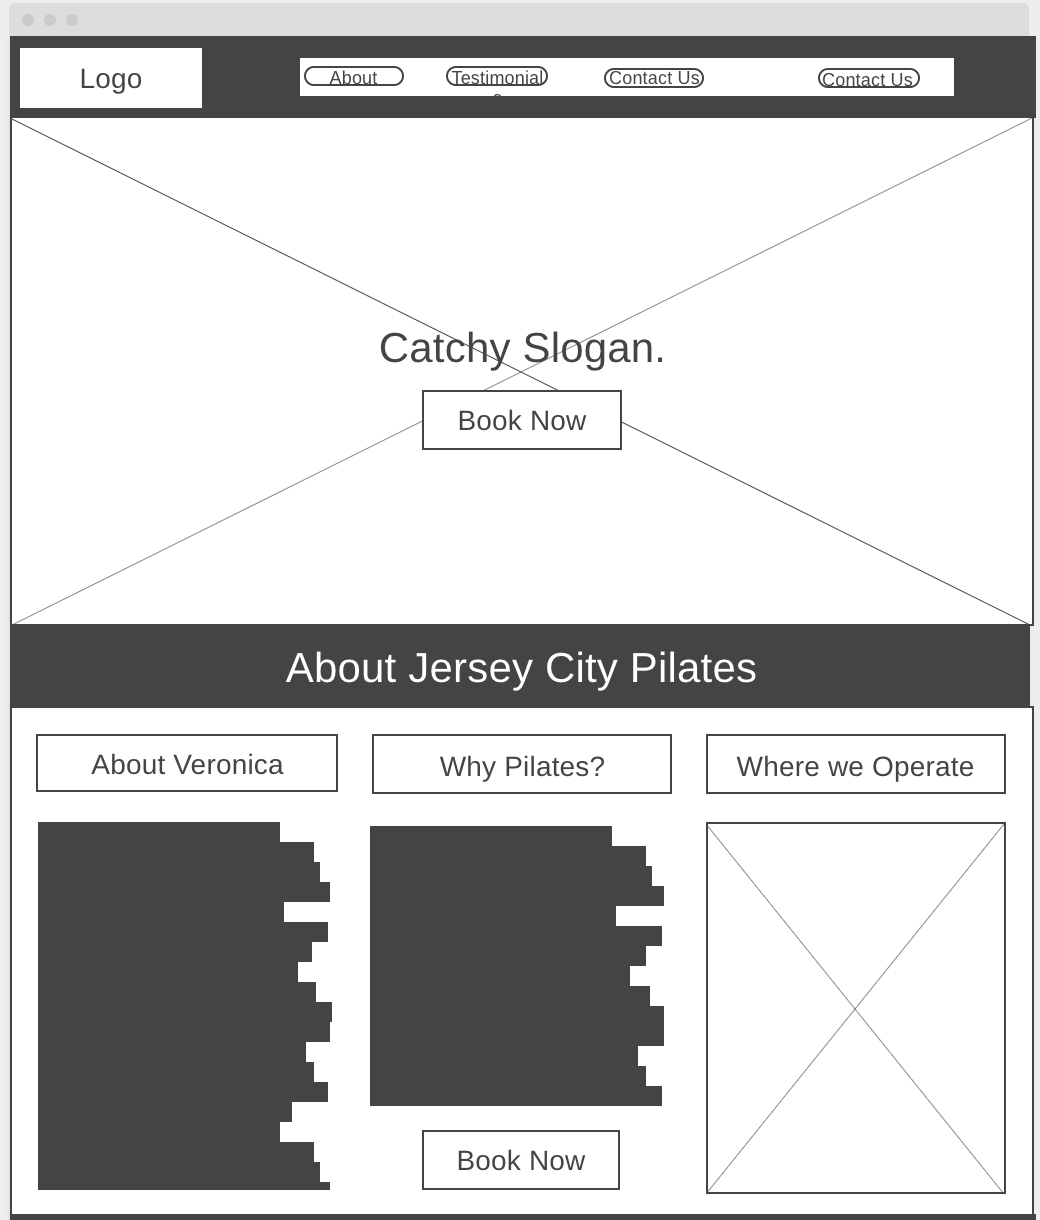 Logo
About
Testimonial
Contact Us
Contact Us
Catchy Slogan.
Book Now
About Jersey City Pilates
About Veronica
Why Pilates?
Where we Operate
Book Now